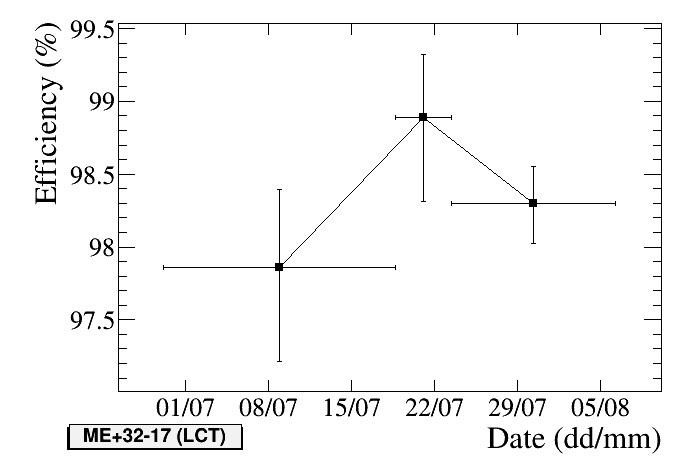 Efficiency (%)
99.5
99
98.5
98
97.5
01/07 08/07 15/07 22/07 29/07 05/08
Date (dd/mm)
ME+32-17 (LCT)